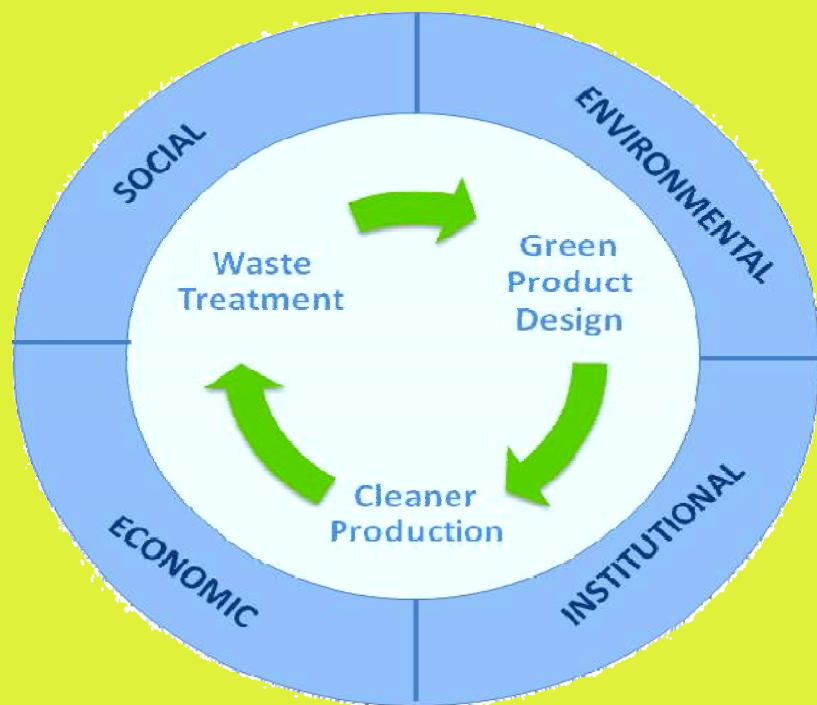 SOCIAL
ENVIRONMENTAL
Waste
Treatment
Green
Product
Design
Cleaner
Production
ECONOMIC
INSTITUTIONAL